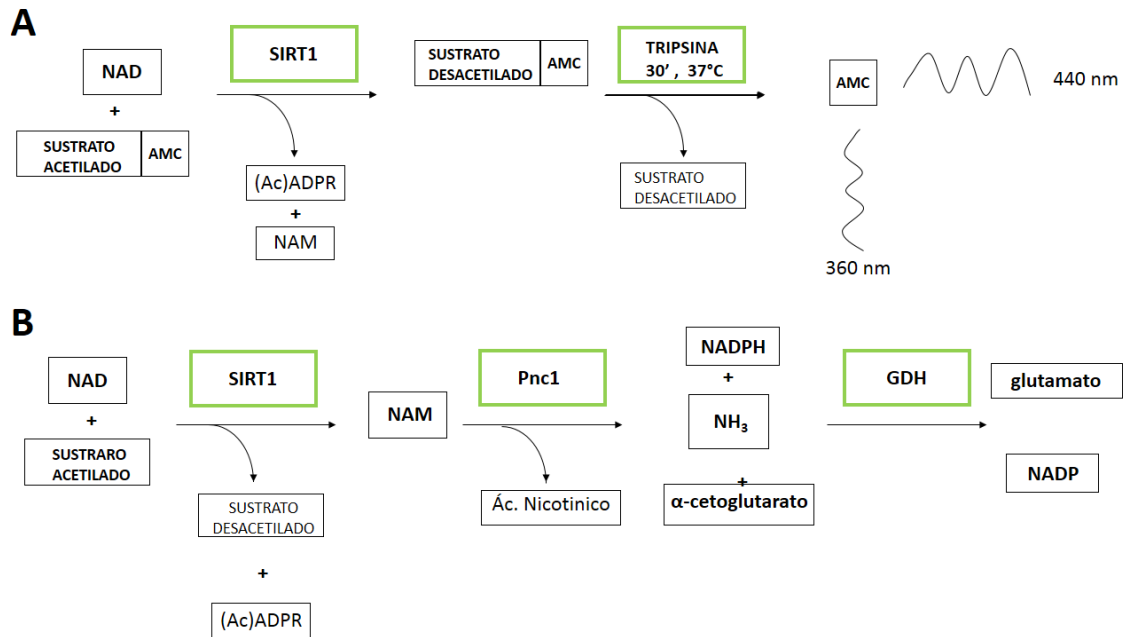 A
NAD
+
SUSTRATO
ACETILADO
AMC
SIRT1
(Ac)ADPR
+
NAM
SUSTRATO
DESACETILADO
AMC
TRIPSINA
30' , 37°C
SUSTRATO
DESACETILADO
AMC
440 nm
360 nm
B
NAD
+
SUSTRARO
ACETILADO
SIRT1
SUSTRATO
DESACETILADO
+
(Ac)ADPR
NAM
Pnc1
Ác. Nicotinico
NADPH
+
NH₃
+
α-cetoglutarato
GDH
glutamato
NADP